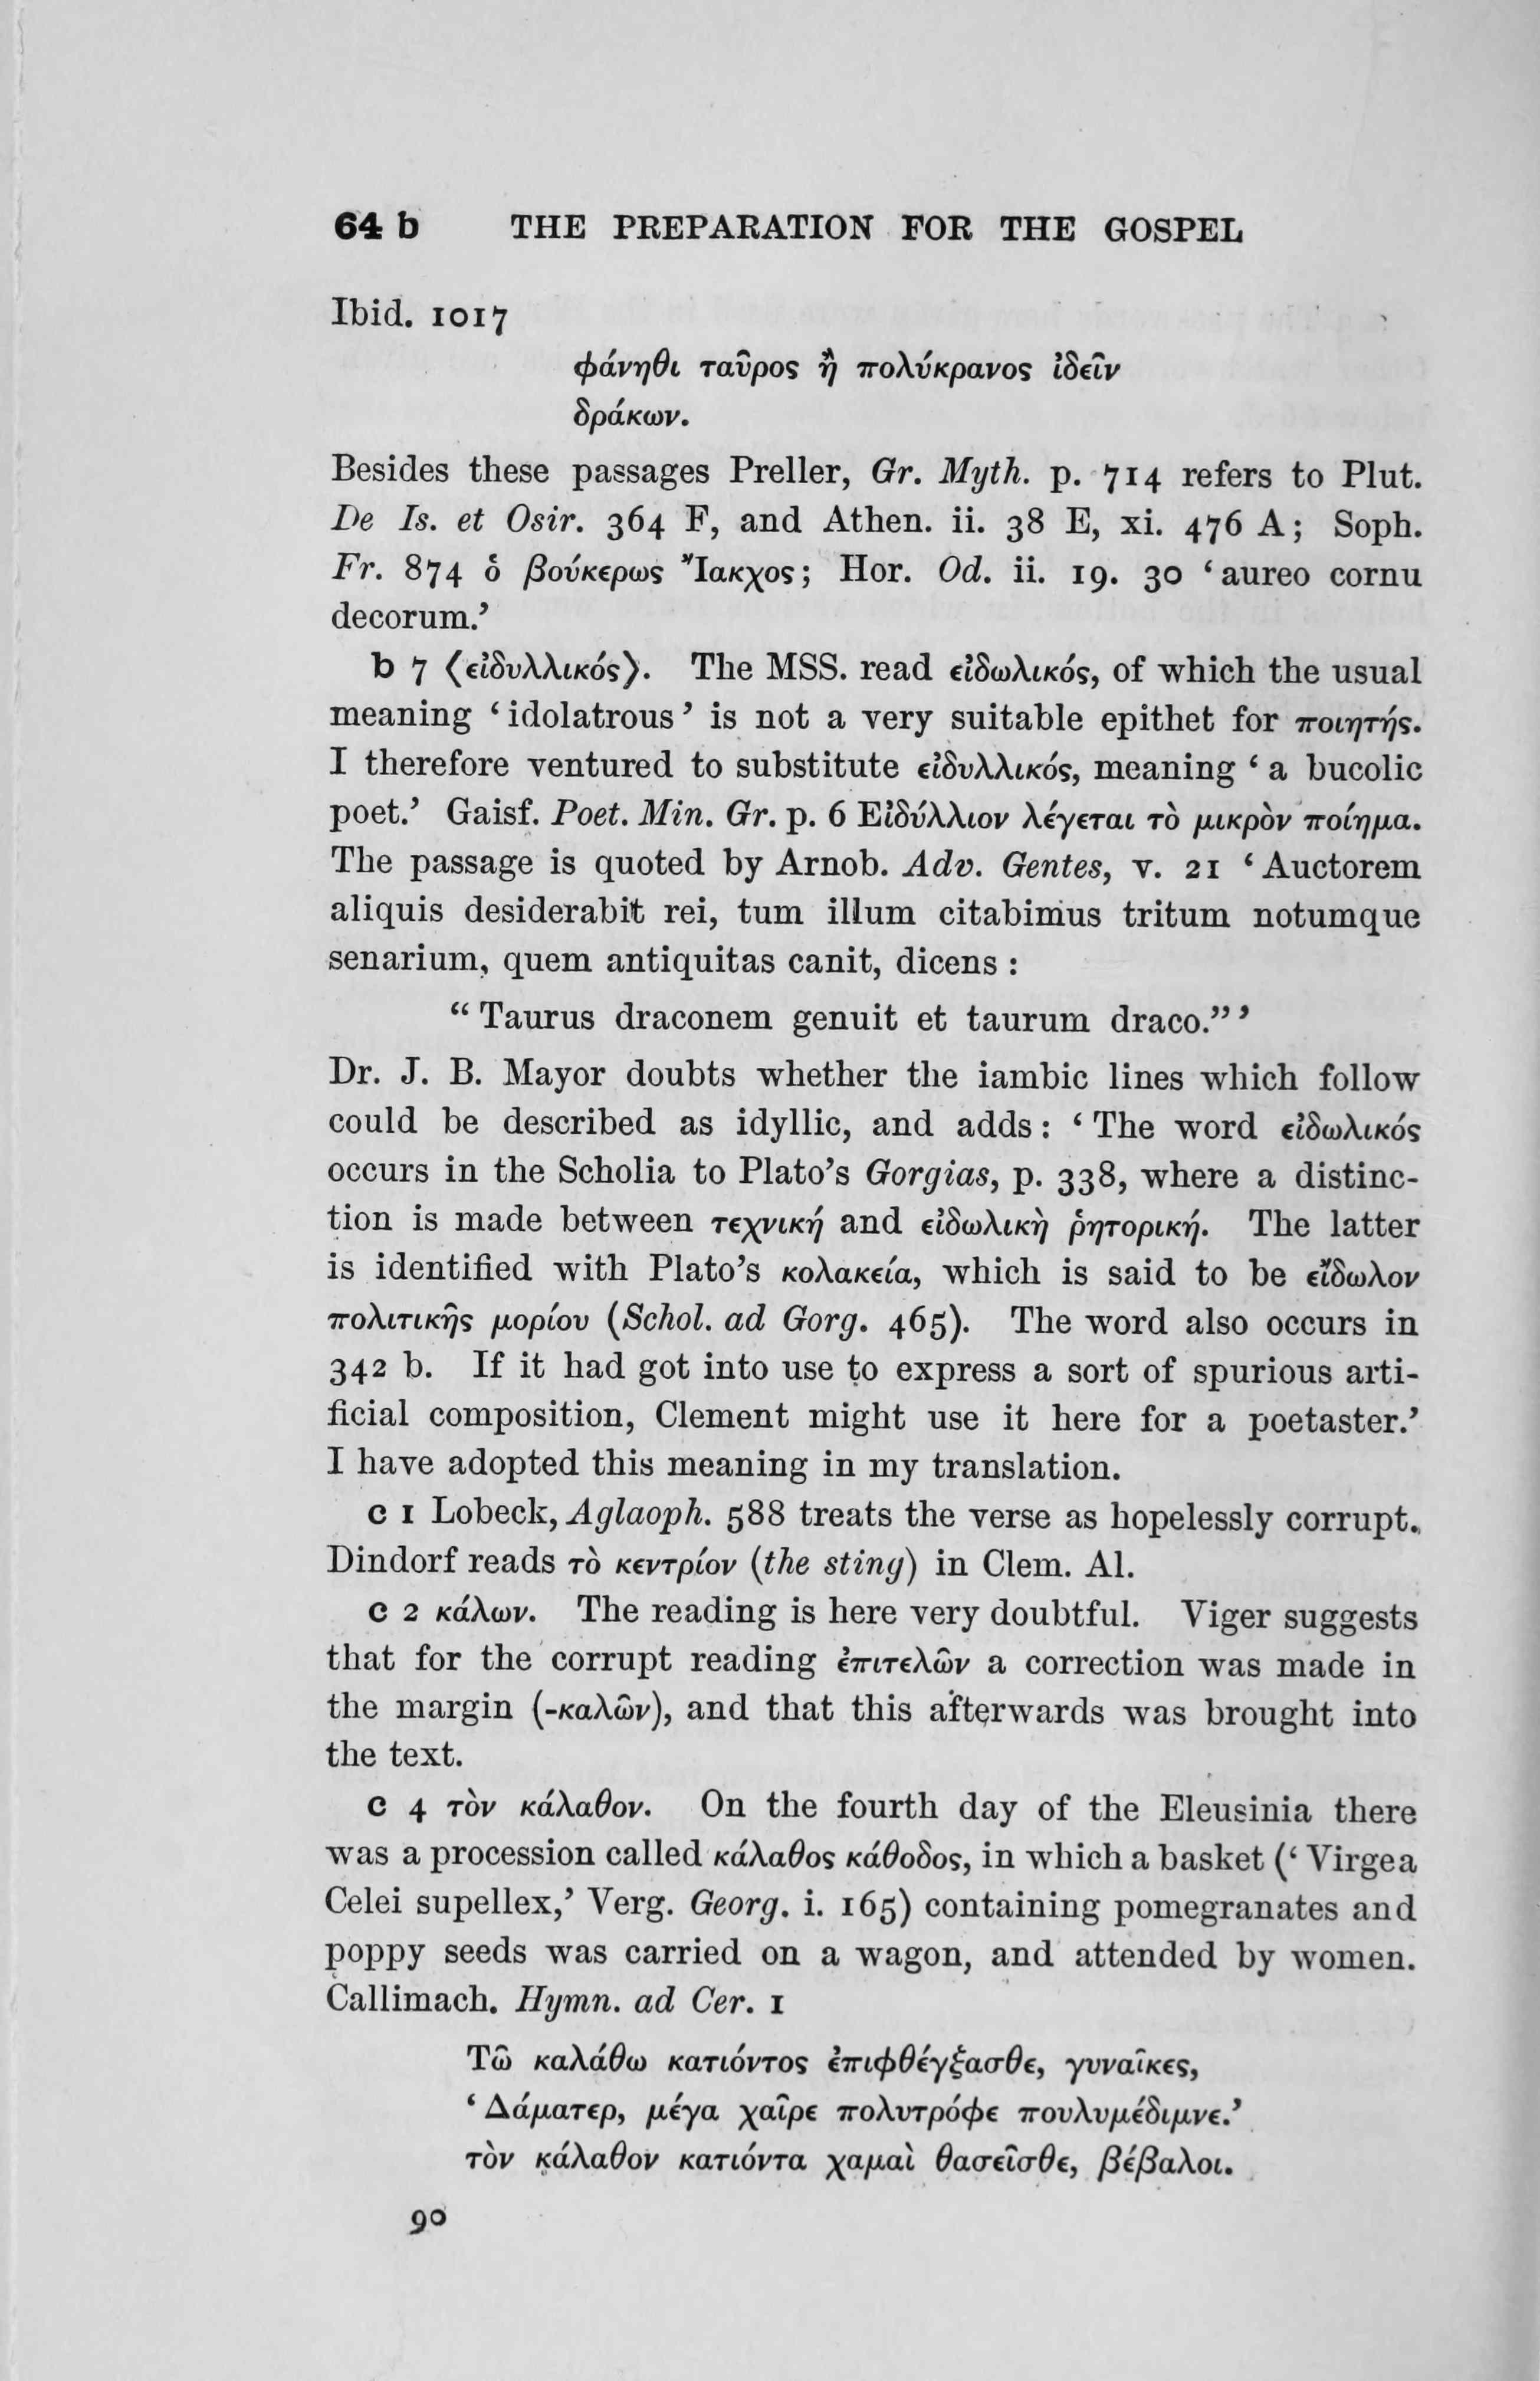 64 b THE PREPARATION FOR THE GOSPEL
Ibid. 1017
φάνηθι ταῦρος ἢ πολύκρανος ἰδεῖν
δράκων.
Besides these passages Preller, Gr. Myth. p. 714 refers to Plut.
De Is. et Osir. 364 F, and Athen. ii. 38 E, xi. 476 A; Soph.
Fr. 874 ὁ βούκερως Ἴακχος; Hor. Od. ii. 19. 30 ‘aureo cornu
decorum.’
b 7 ⟨εἰδυλλικός⟩. The MSS. read εἰδωλικός, of which the usual
meaning ‘idolatrous’ is not a very suitable epithet for ποιητής.
I therefore ventured to substitute εἰδυλλικός, meaning ‘a bucolic
poet.’ Gaisf. Poet. Min. Gr. p. 6 Εἰδύλλιον λέγεται τὸ μικρὸν ποίημα.
The passage is quoted by Arnob. Adv. Gentes, v. 21 ‘Auctorem
aliquis desiderabit rei, tum illum citabimus tritum notumque
senarium, quem antiquitas canit, dicens :
“Taurus draconem genuit et taurum draco.”’
Dr. J. B. Mayor doubts whether the iambic lines which follow
could be described as idyllic, and adds: ‘The word εἰδωλικός
occurs in the Scholia to Plato’s Gorgias, p. 338, where a distinc-
tion is made between τεχνική and εἰδωλικὴ ῥητορική. The latter
is identified with Plato’s κολακεία, which is said to be εἴδωλον
πολιτικῆς μορίου (Schol. ad Gorg. 465). The word also occurs in
342 b. If it had got into use to express a sort of spurious arti-
ficial composition, Clement might use it here for a poetaster.’
I have adopted this meaning in my translation.
c 1 Lobeck, Aglaoph. 588 treats the verse as hopelessly corrupt.
Dindorf reads τὸ κεντρίον (the sting) in Clem. Al.
c 2 κάλων. The reading is here very doubtful. Viger suggests
that for the corrupt reading ἐπιτελῶν a correction was made in
the margin (-καλῶν), and that this afterwards was brought into
the text.
c 4 τὸν κάλαθον. On the fourth day of the Eleusinia there
was a procession called κάλαθος κάθοδος, in which a basket (‘Virgea
Celei supellex,’ Verg. Georg. i. 165) containing pomegranates and
poppy seeds was carried on a wagon, and attended by women.
Callimach. Hymn. ad Cer. 1
Τῶ καλάθω κατιόντος ἐπιφθέγξασθε, γυναῖκες,
‘Δάματερ, μέγα χαῖρε πολυτρόφε πουλυμέδιμνε.’
τὸν κάλαθον κατιόντα χαμαὶ θασεῖσθε, βέβαλοι.
90